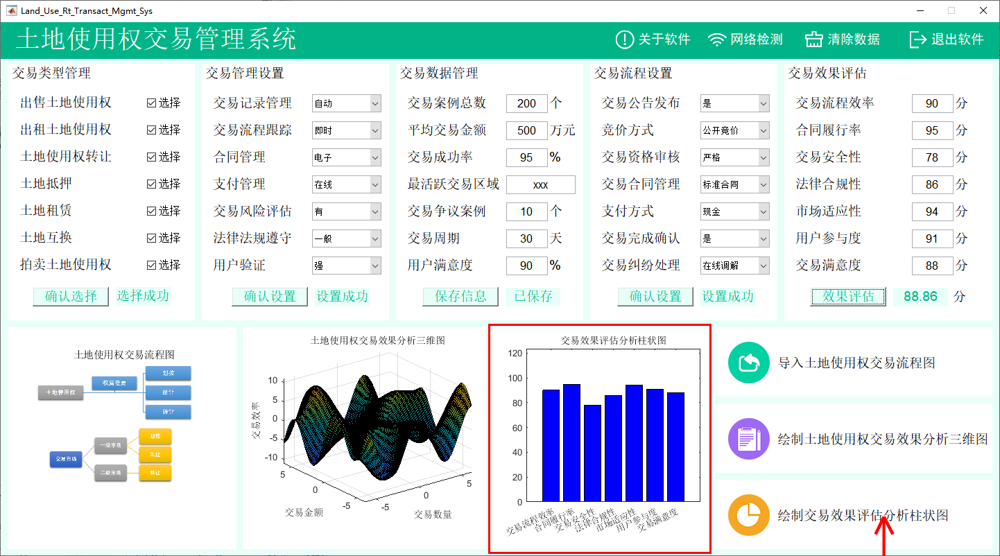 Land_Use_Rt_Transact_Mgmt_Sys
土地使用权交易管理系统
关于软件
网络检测
清除数据
退出软件
交易类型管理
出售土地使用权 选择
出租土地使用权 选择
土地使用权转让 选择
土地抵押 选择
土地租赁 选择
土地互换 选择
拍卖土地使用权 选择
确认选择 选择成功
交易管理设置
交易记录管理 自动
交易流程跟踪 即时
合同管理 电子
支付管理 在线
交易风险评估 有
法律法规遵守 一般
用户验证 强
确认设置 设置成功
交易数据管理
交易案例总数 200 个
平均交易金额 500 万元
交易成功率 95 %
最活跃交易区域 xxx
交易争议案例 10 个
交易周期 30 天
用户满意度 90 %
保存信息 已保存
交易流程设置
交易公告发布 是
竞价方式 公开竞价
交易资格审核 严格
交易合同管理 标准合同
支付方式 现金
交易完成确认 是
交易纠纷处理 在线调解
确认设置 设置成功
交易效果评估
交易流程效率 90 分
合同履行率 95 分
交易安全性 78 分
法律合规性 86 分
市场适应性 94 分
用户参与度 91 分
交易满意度 88 分
效果评估 88.86 分
土地使用权交易流程图
土地使用权
权属变更
划拨
出让
转让
交易市场
一级市场
二级市场
划拨
出让
转让
土地使用权交易效果分析三维图
交易效率
10
5
0
-5
-10
5
0
-5
-5
0
5
交易金额
交易数量
交易效果评估分析柱状图
120
100
80
60
40
20
0
交易流程效率
合同履行率
交易安全性
法律合规性
市场适应性
用户参与度
交易满意度
导入土地使用权交易流程图
绘制土地使用权交易效果分析三维图
绘制交易效果评估分析柱状图